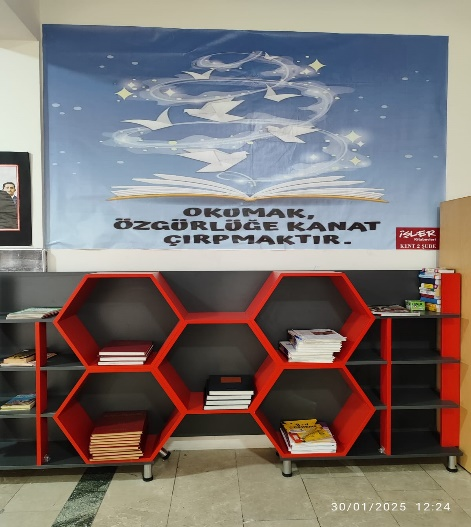 OKUMAK,
ÖZGÜRLÜĞE KANAT
ÇIRPMAKTIR.
İŞLER
KENT 2 ŞUBE
30/01/2025 12:24